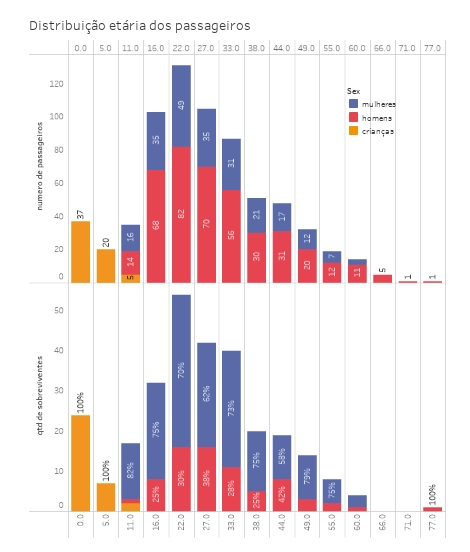 Distribuição etária dos passageiros
0.0 5.0 11.0 16.0 22.0 27.0 33.0 38.0 44.0 49.0 55.0 60.0 66.0 71.0 77.0
Sex
mulheres
homens
crianças
numero de passageiros
120
100
80
60
40
20
0
37 20 16 14 5 35 68 49 82 35 70 31 56 21 30 17 31 12 20 7 12 11 5 1 1
qtd de sobreviventes
50
40
30
20
10
0
100% 100% 82% 75% 25% 70% 30% 62% 38% 73% 28% 75% 25% 58% 42% 79% 75% 100%
0.0 5.0 11.0 16.0 22.0 27.0 33.0 38.0 44.0 49.0 55.0 60.0 66.0 71.0 77.0